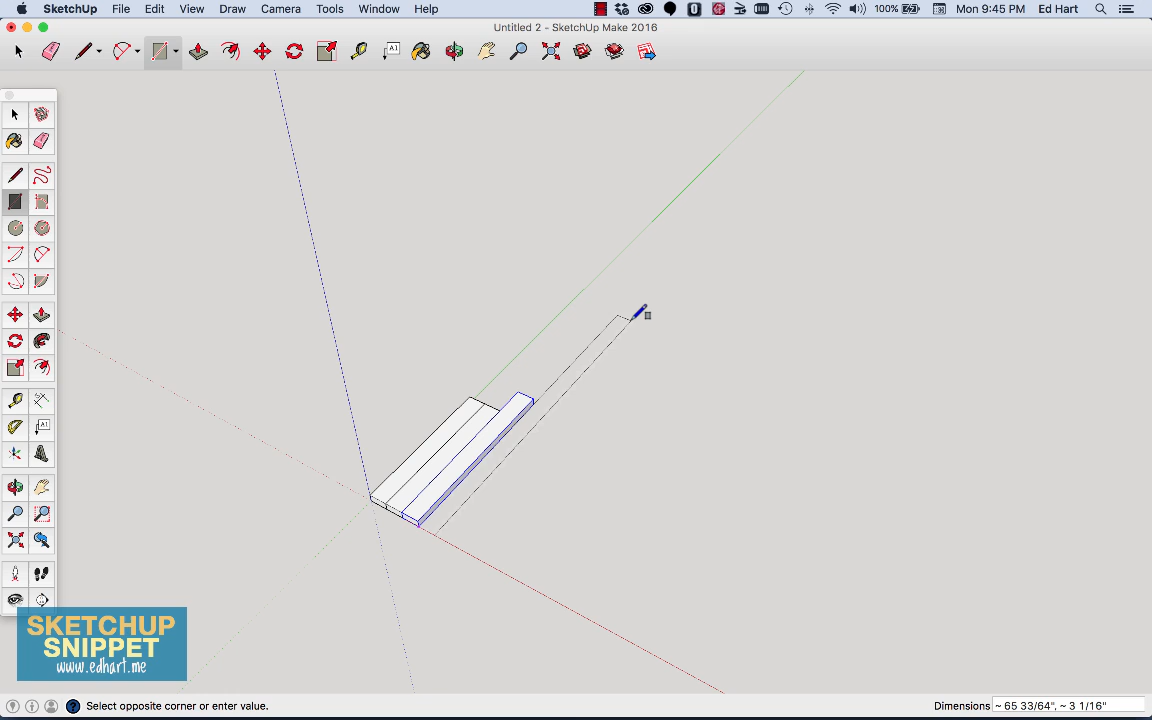 SketchUp File Edit View Draw Camera Tools Window Help 100% Mon 9:45 PM Ed Hart
Untitled 2 - SketchUp Make 2016
A1
A1
SKETCHUP
SNIPPET
www.edhart.me
Select opposite corner or enter value. Dimensions ~ 65 33/64", ~ 3 1/16"